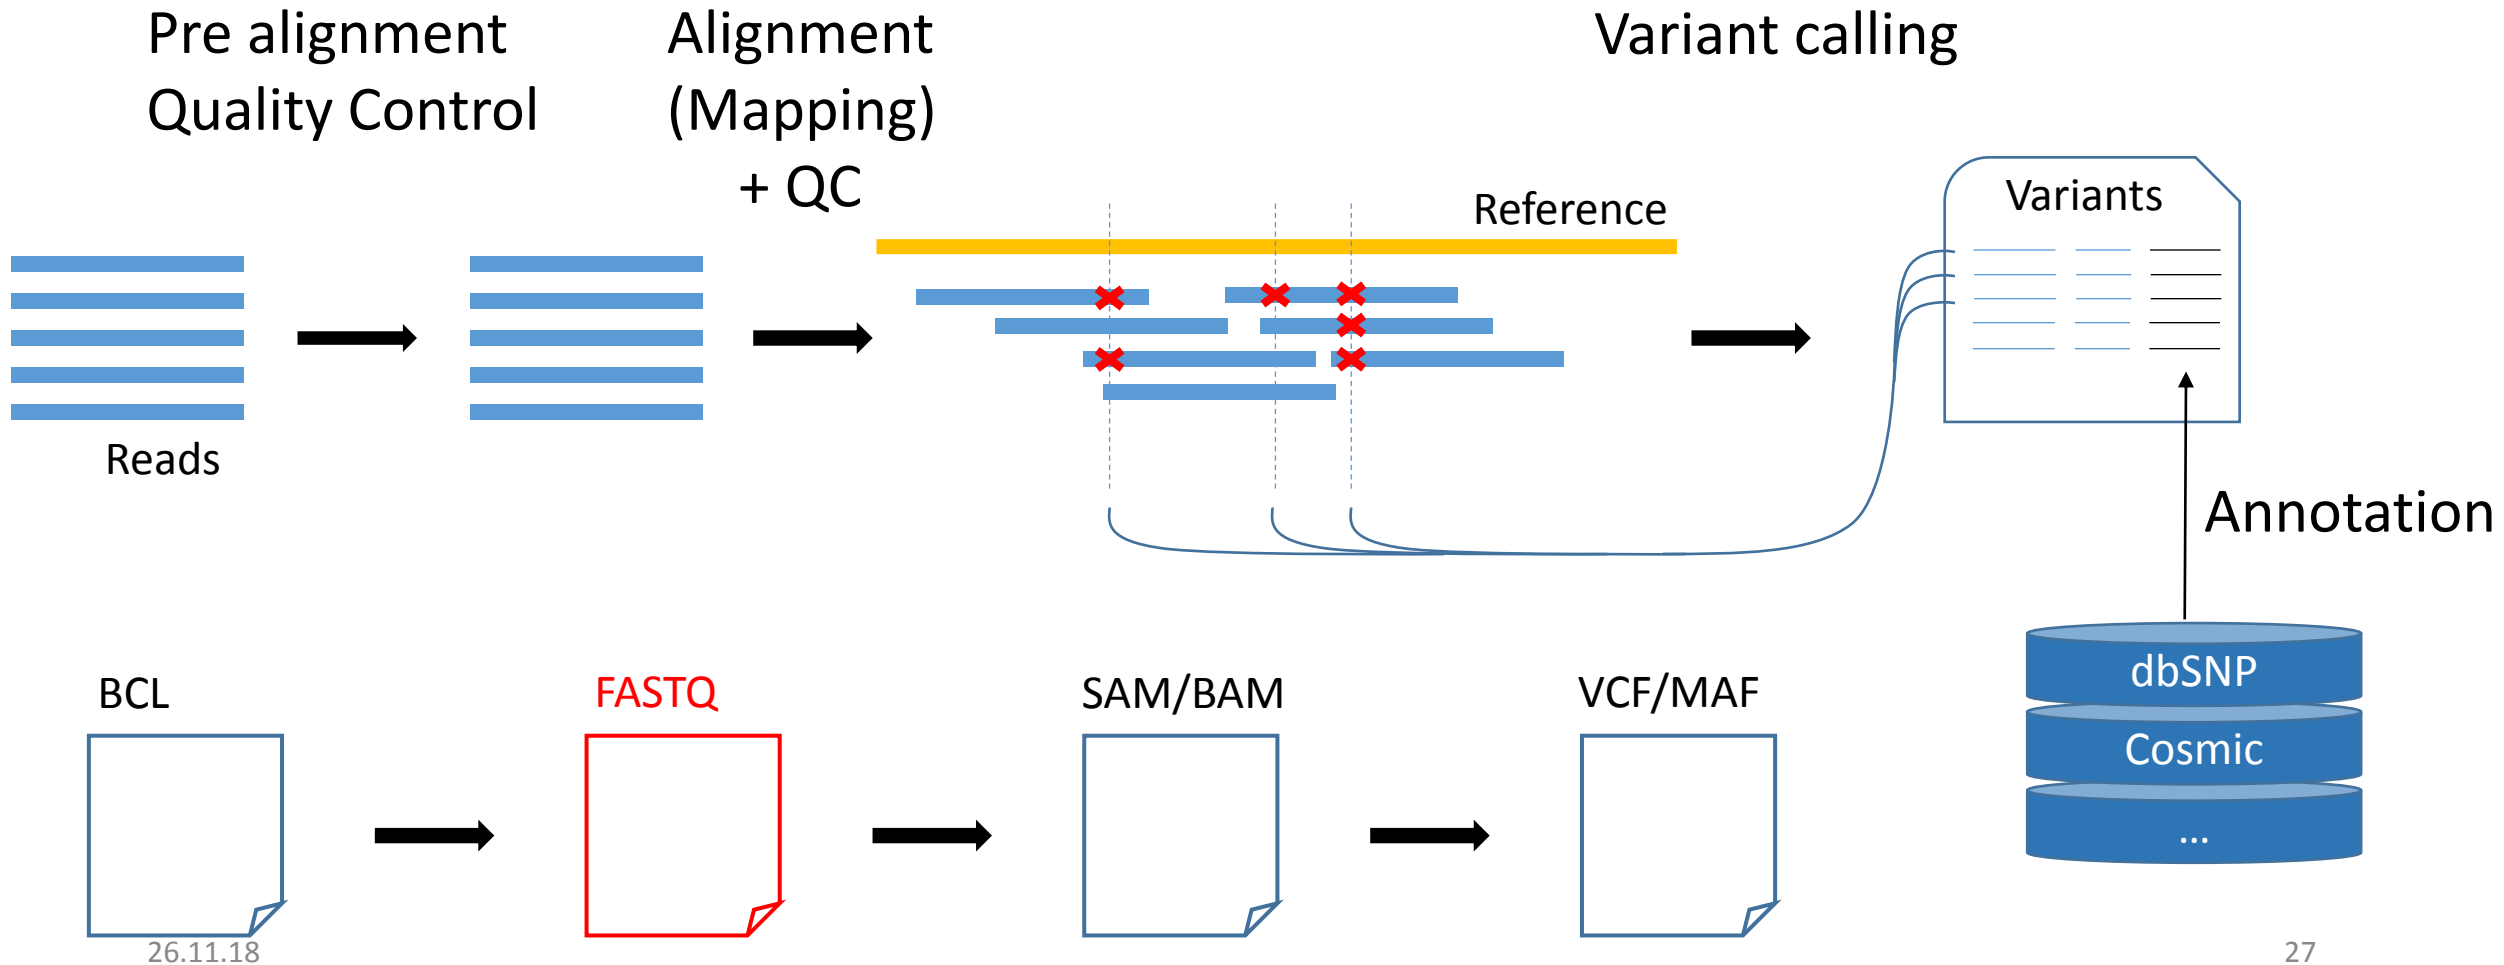 Pre alignment
Quality Control
Alignment
(Mapping)
+ QC
Variant calling
Reference
Variants
Reads
Annotation
BCL
FASTQ
SAM/BAM
VCF/MAF
dbSNP
Cosmic
...
26.11.18
27